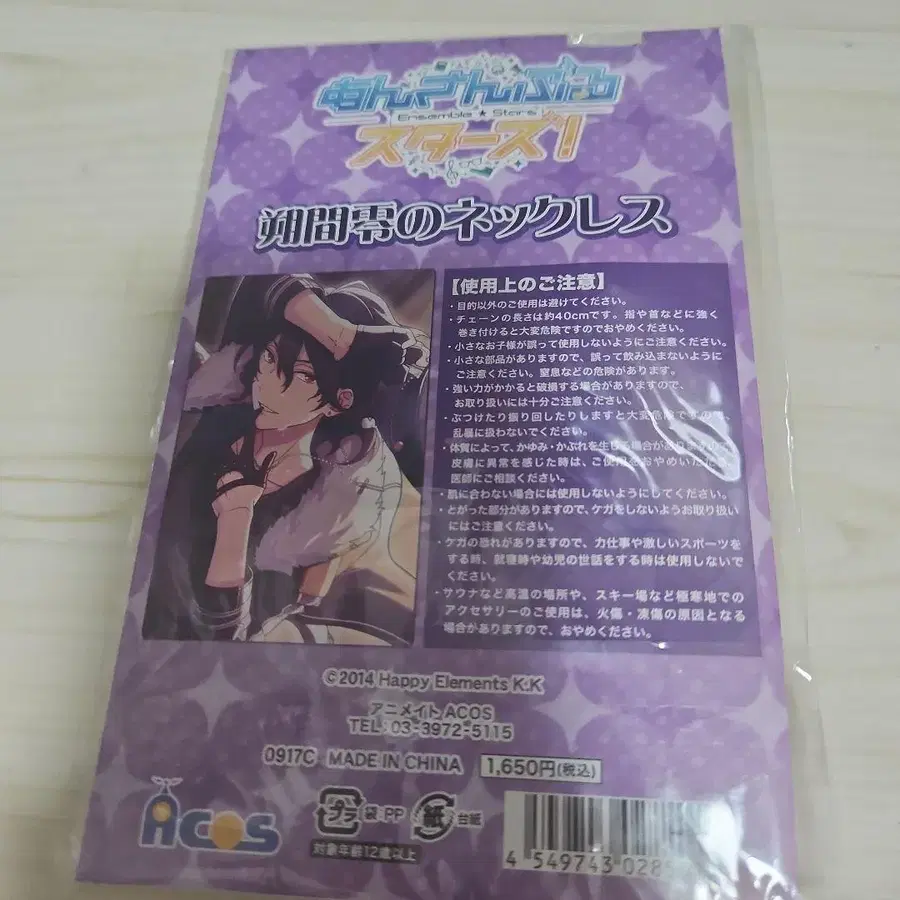 あんさんぶる
Ensemble ★ Stars
スターズ!
朔間零のネックレス
【使用上のご注意】
・目的以外のご使用は避けてください。
・チェーンの長さは約40cmです。指や首などに強く
巻き付けると大変危険ですのでおやめください。
・小さなお子様が誤って使用しないようにご注意ください。
・小さな部品がありますので、誤って飲み込まないように
ご注意ください。窒息などの危険があります。
・強い力がかかると破損する場合がありますので、
お取り扱いには十分ご注意ください。
・ぶつけたり振り回したりしますと大変危険ですので、
乱暴に扱わないでください。
・体質によって、かゆみ・かぶれを生じる場合があります。
皮膚に異常を感じた時は、ご使用をおやめいただき
医師にご相談ください。
・肌に合わない場合には使用しないようにしてください。
・とがった部分がありますので、ケガをしないようお取り扱い
にはご注意ください。
・ケガの恐れがありますので、力仕事や激しいスポーツを
する時、就寝時や幼児の世話をする時は使用しないで
ください。
・サウナなど高温の場所や、スキー場など極寒地での
アクセサリーのご使用は、火傷・凍傷の原因となる
場合がありますので、おやめください。
©2014 Happy Elements K.K
アニメイト ACOS
TEL:03-3972-5115
0917C MADE IN CHINA 1,650円(税込)
ACOS
プラ 袋:PP 紙 台紙
対象年齢12歳以上
4 549743 028